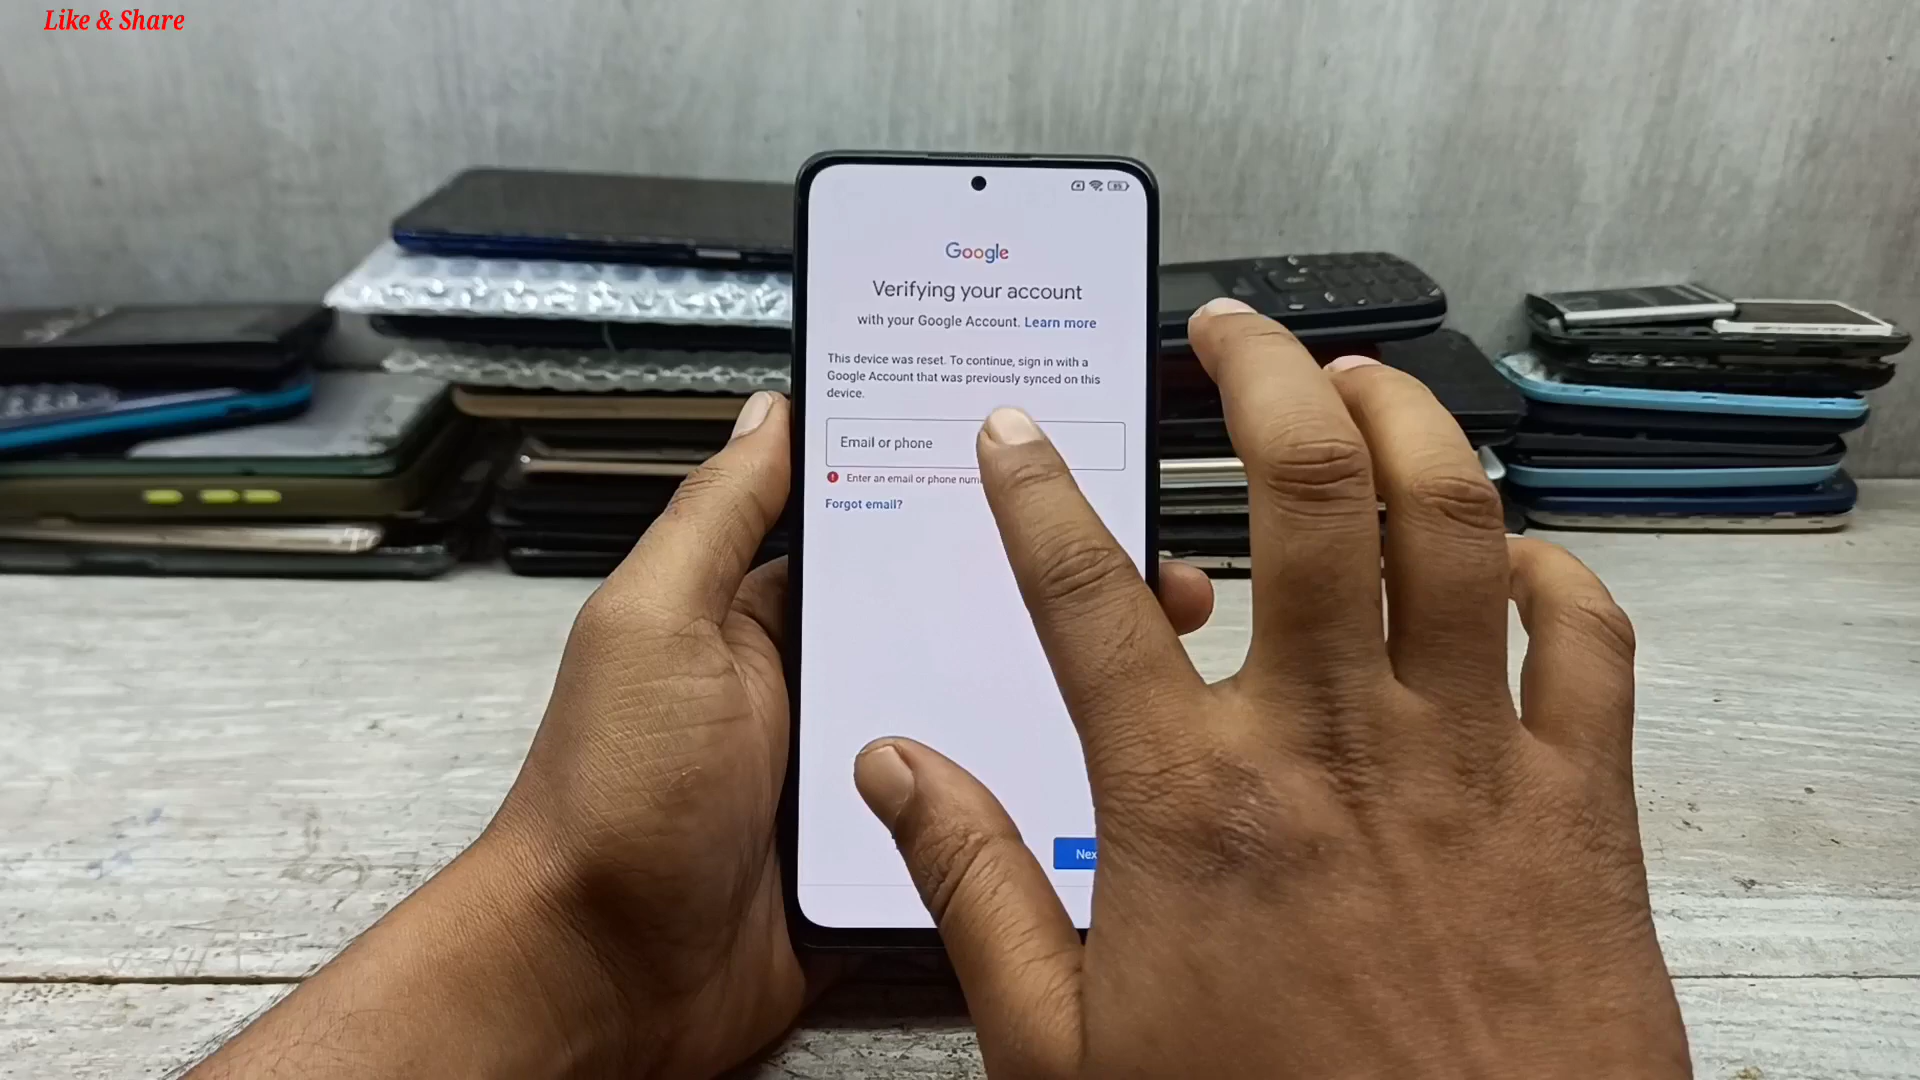 Like & Share
Google
Verifying your account
with your Google Account. Learn more
This device was reset. To continue, sign in with a
Google Account that was previously synced on this
device.
Email or phone
Enter an email or phone num
Forgot email?
Nex